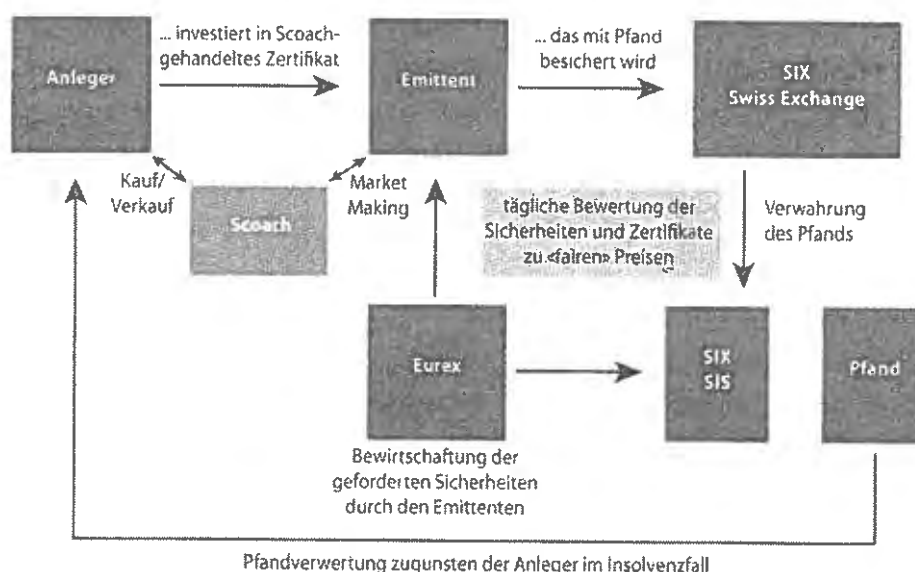 ... investiert in Scoach-
gehandeltes Zertifikat
... das mit Pfand
besichert wird
Anleger
Emittent
SIX
Swiss Exchange
Kauf/
Verkauf
Scoach
Market
Making
tägliche Bewertung der
Sicherheiten und Zertifikate
zu «fairen» Preisen
Verwahrung
des Pfands
Eurex
SIX
SIS
Pfand
Bewirtschaftung der
geforderten Sicherheiten
durch den Emittenten
Pfandverwertung zugunsten der Anleger im Insolvenzfall